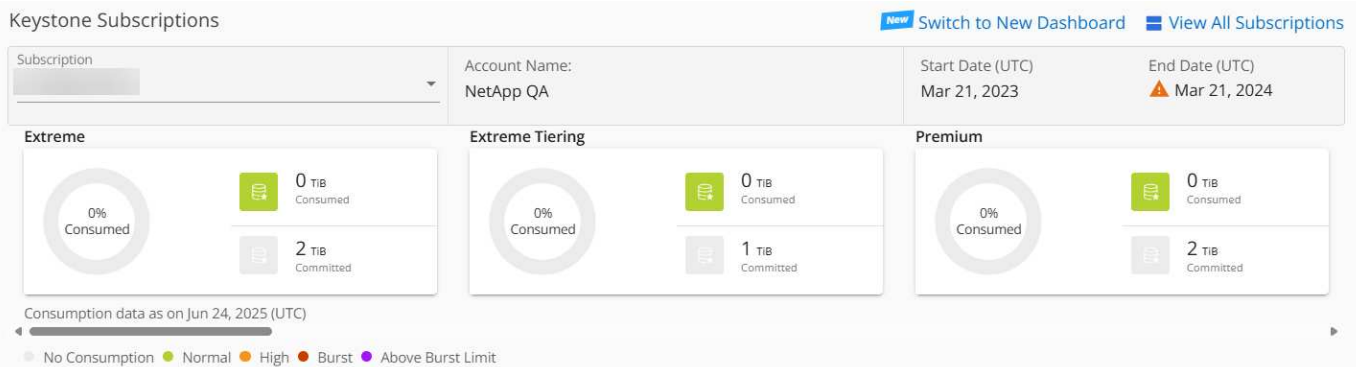 Keystone Subscriptions
New Switch to New Dashboard View All Subscriptions
Subscription
Account Name:
NetApp QA
Start Date (UTC)
Mar 21, 2023
End Date (UTC)
Mar 21, 2024
Extreme
0% Consumed
0 TiB
Consumed
2 TiB
Committed
Extreme Tiering
0% Consumed
0 TiB
Consumed
1 TiB
Committed
Premium
0% Consumed
0 TiB
Consumed
2 TiB
Committed
Consumption data as on Jun 24, 2025 (UTC)
No Consumption Normal High Burst Above Burst Limit